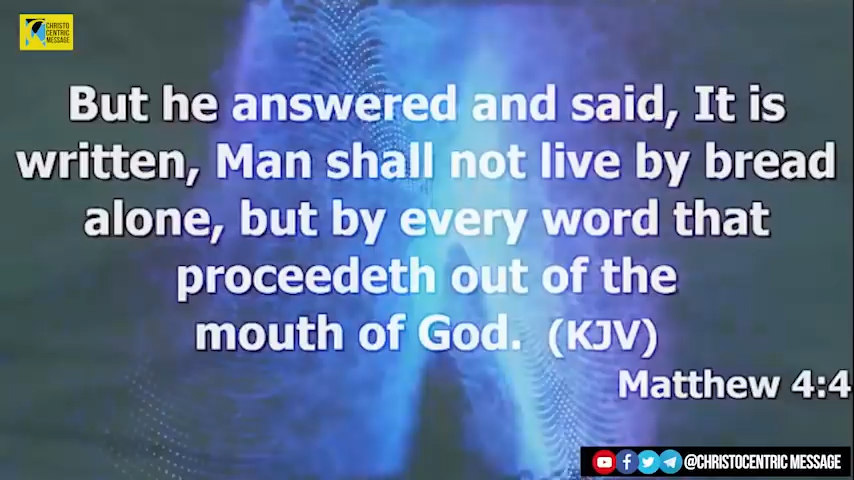 CHRISTO
CENTRIC
MESSAGE
But he answered and said, It is
written, Man shall not live by bread
alone, but by every word that
proceedeth out of the
mouth of God. (KJV)
Matthew 4:4
@CHRISTOCENTRIC MESSAGE